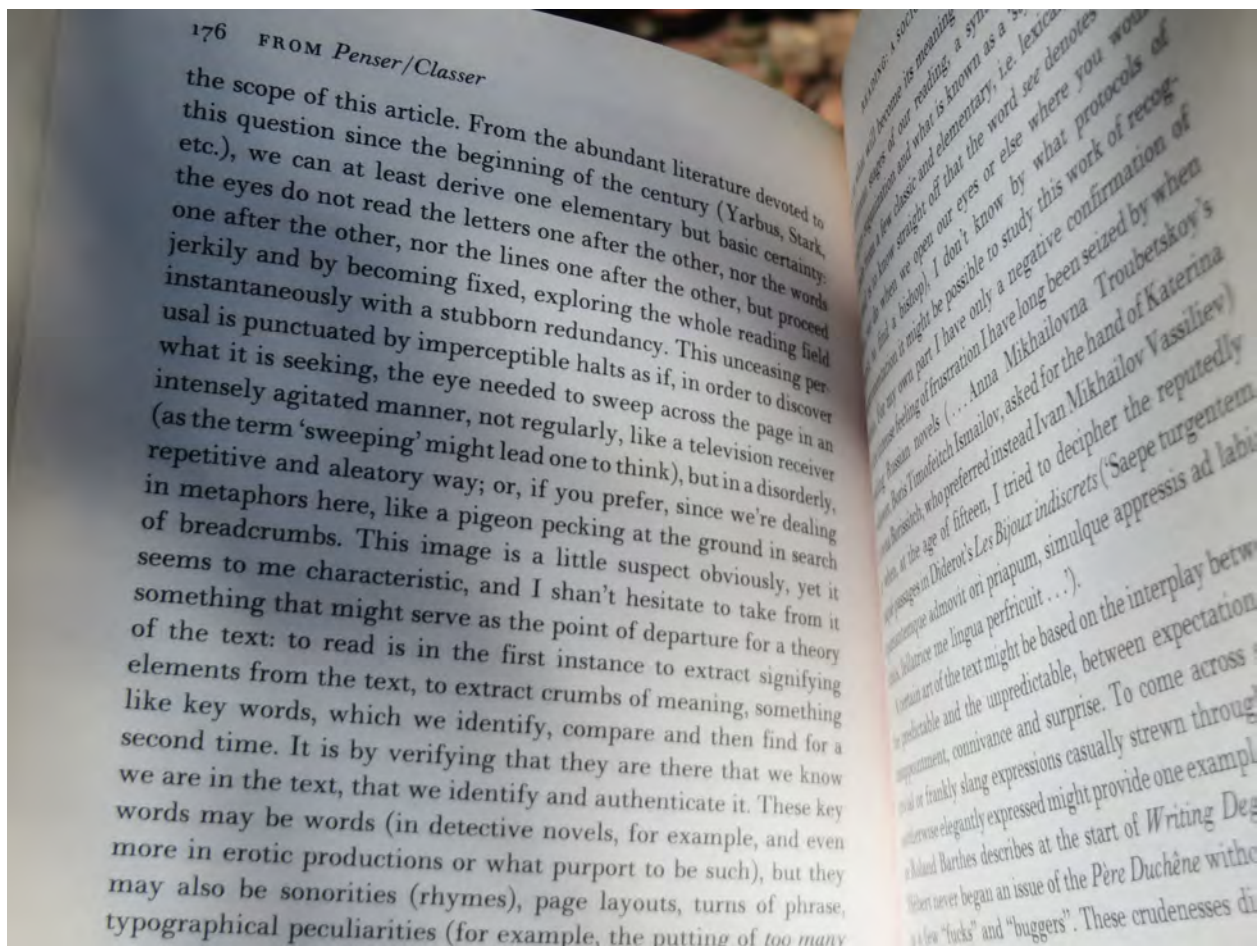 176 FROM Penser/Classer
the scope of this article. From the abundant literature devoted to
this question since the beginning of the century (Yarbus, Stark,
etc.), we can at least derive one elementary but basic certainty:
the eyes do not read the letters one after the other, nor the words
one after the other, nor the lines one after the other, but proceed
jerkily and by becoming fixed, exploring the whole reading field
instantaneously with a stubborn redundancy. This unceasing per-
usal is punctuated by imperceptible halts as if, in order to discover
what it is seeking, the eye needed to sweep across the page in an
intensely agitated manner, not regularly, like a television receiver
(as the term 'sweeping' might lead one to think), but in a disorderly,
repetitive and aleatory way; or, if you prefer, since we're dealing
in metaphors here, like a pigeon pecking at the ground in search
of breadcrumbs. This image is a little suspect obviously, yet it
seems to me characteristic, and I shan't hesitate to take from it
something that might serve as the point of departure for a theory
of the text: to read is in the first instance to extract signifying
elements from the text, to extract crumbs of meaning, something
like key words, which we identify, compare and then find for a
second time. It is by verifying that they are there that we know
we are in the text, that we identify and authenticate it. These key
words may be words (in detective novels, for example, and even
more in erotic productions or what purport to be such), but they
may also be sonorities (rhymes), page layouts, turns of phrase,
typographical peculiarities (for example, the putting of too many
READING: A
will become its meaning
stages of our reading, a
and what is known as a
a few classic and elementary, i.e. lexical
know straight off that the word see denotes
do when we open our eyes or else where you would
find a bishop), I don't know by what protocols of
it might be possible to study this work of recog-
For my own part I have only a negative confirmation of
feeling of frustration I have long been seized by when
Russian novels (... Anna Mikhailovna Troubetskoy's
Boris Timofeitch Ismailov, asked for the hand of Katerina
who preferred instead Ivan Mikhailov Vassiliev)
when, at the age of fifteen, I tried to decipher the reputedly
passages in Diderot's Les Bijoux indiscrets ('Saepe turgentem
admovit ori priapum, simulque appressis ad labia
me lingua perfricuit ...').
A certain art of the text might be based on the interplay between
predictable and the unpredictable, between expectation
connivance and surprise. To come across
or frankly slang expressions casually strewn through
elegantly expressed might provide one example
Roland Barthes describes at the start of Writing Deg
'Hébert never began an issue of the Père Duchêne witho
a few "fucks" and "buggers". These crudenesses di